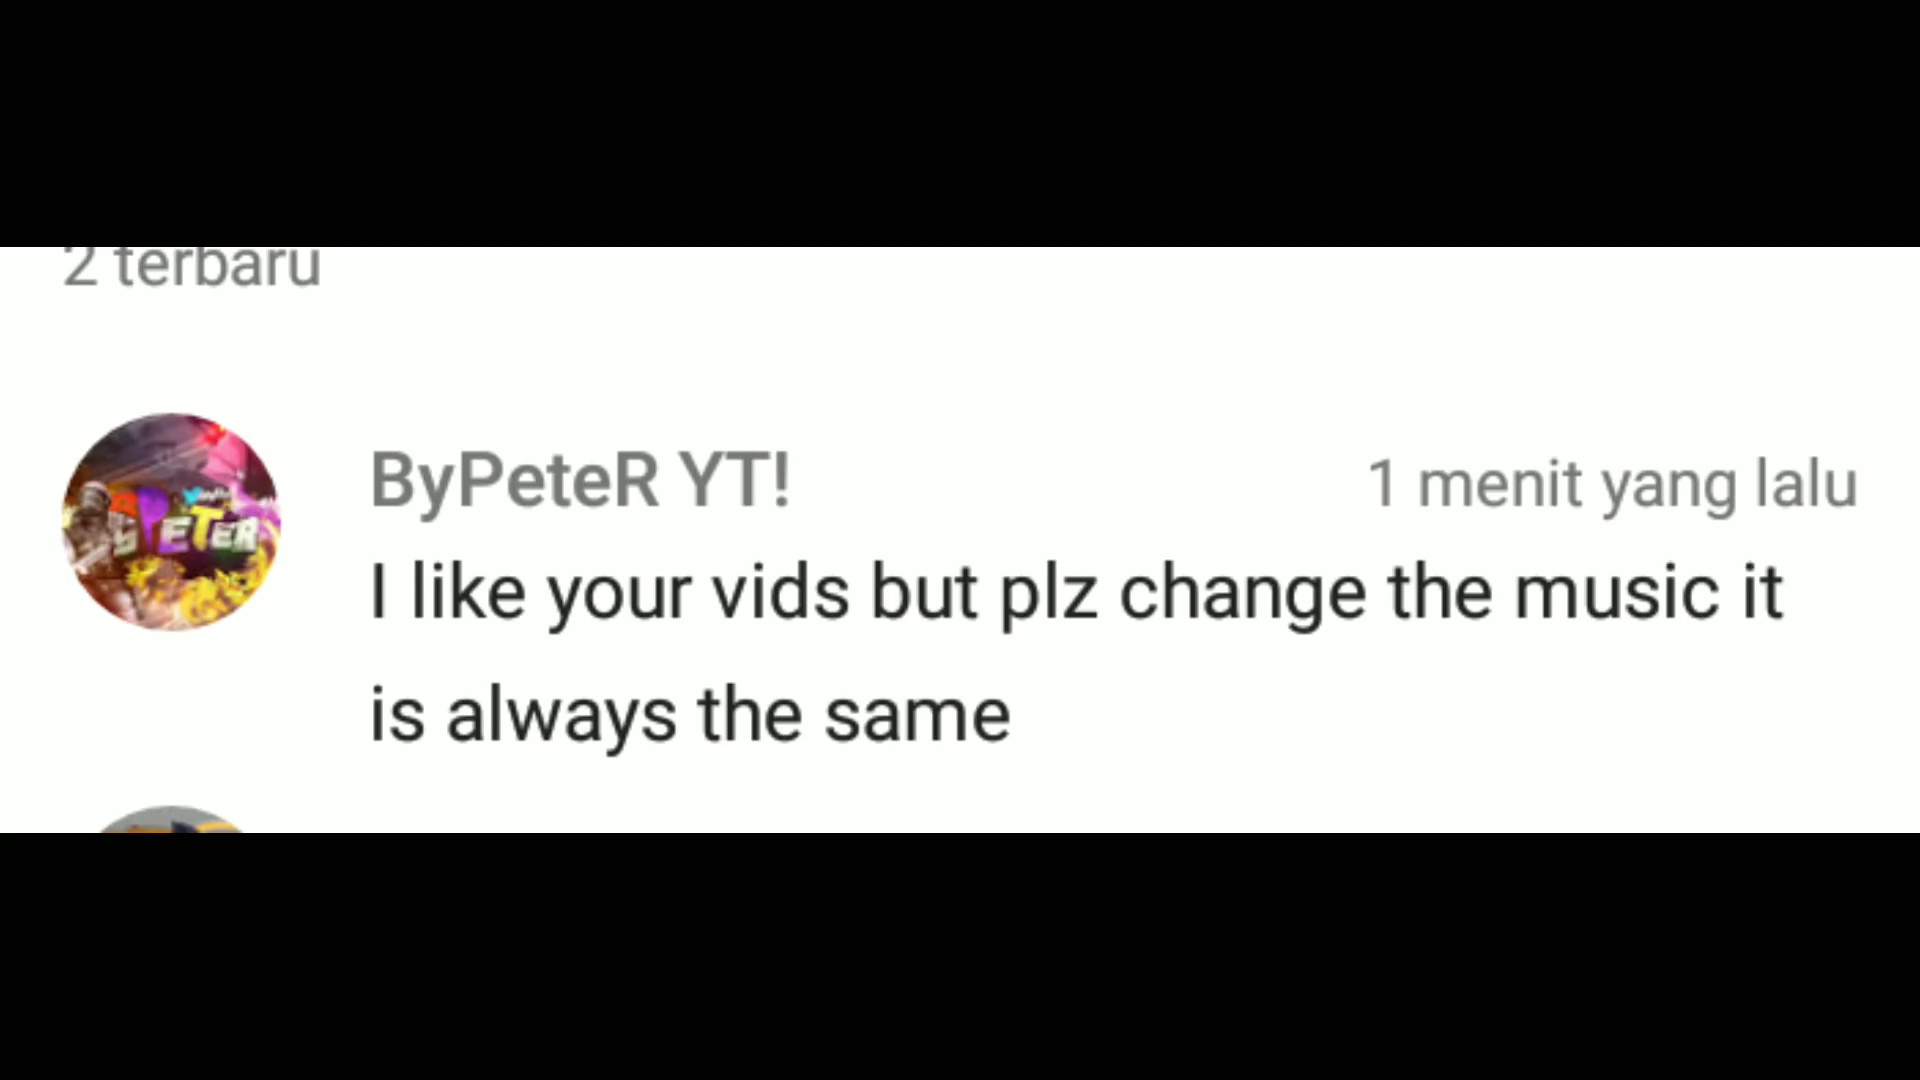 2 terbaru
PETER
ByPeteR YT!
1 menit yang lalu
I like your vids but plz change the music it
is always the same